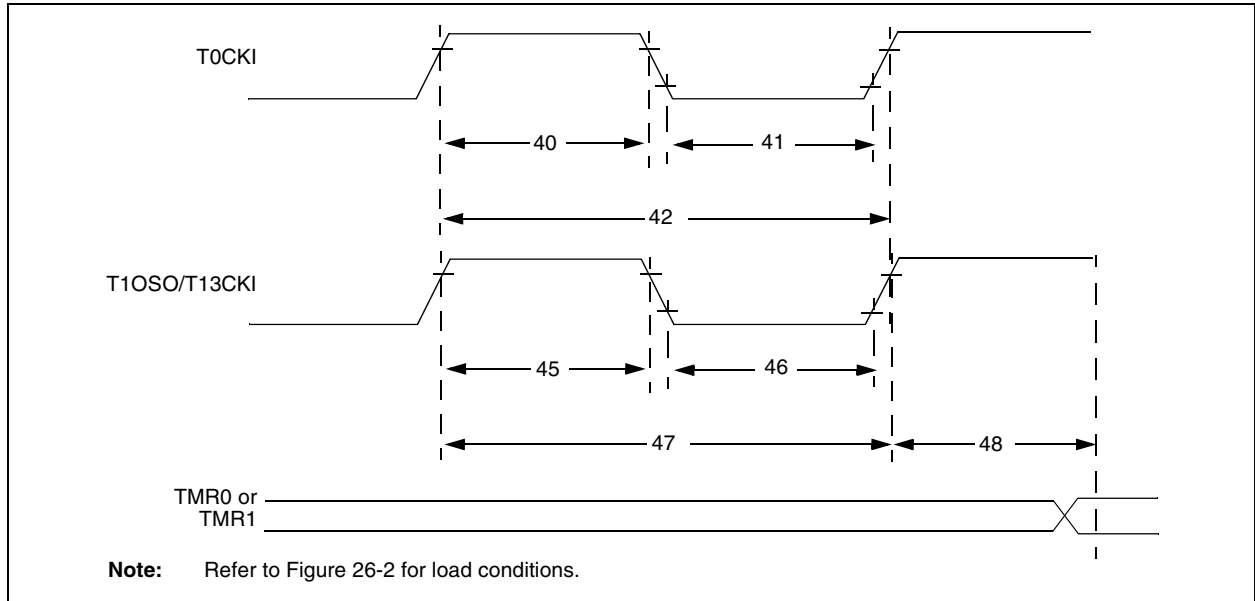 T0CKI
40
41
42
T1OSO/T13CKI
45
46
47
48
TMR0 or
TMR1
Note: Refer to Figure 26-2 for load conditions.